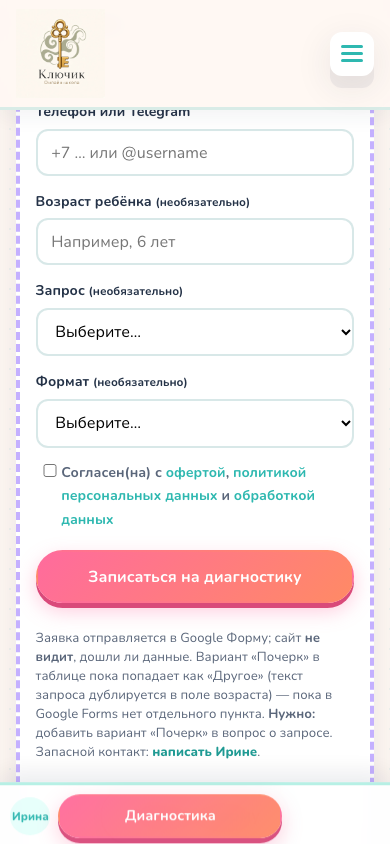 Ключик
Онлайн-школа
Телефон или Telegram
+7 ... или @username
Возраст ребёнка (необязательно)
Например, 6 лет
Запрос (необязательно)
Выберите...
Формат (необязательно)
Выберите...
Согласен(на) с офертой, политикой
персональных данных и обработкой
данных
Записаться на диагностику
Заявка отправляется в Google Форму; сайт не
видит, дошли ли данные. Вариант «Почерк» в
таблице пока попадает как «Другое» (текст
запроса дублируется в поле возраста) — пока в
Google Forms нет отдельного пункта. Нужно:
добавить вариант «Почерк» в вопрос о запросе.
Запасной контакт: написать Ирине.
Ирина
Диагностика